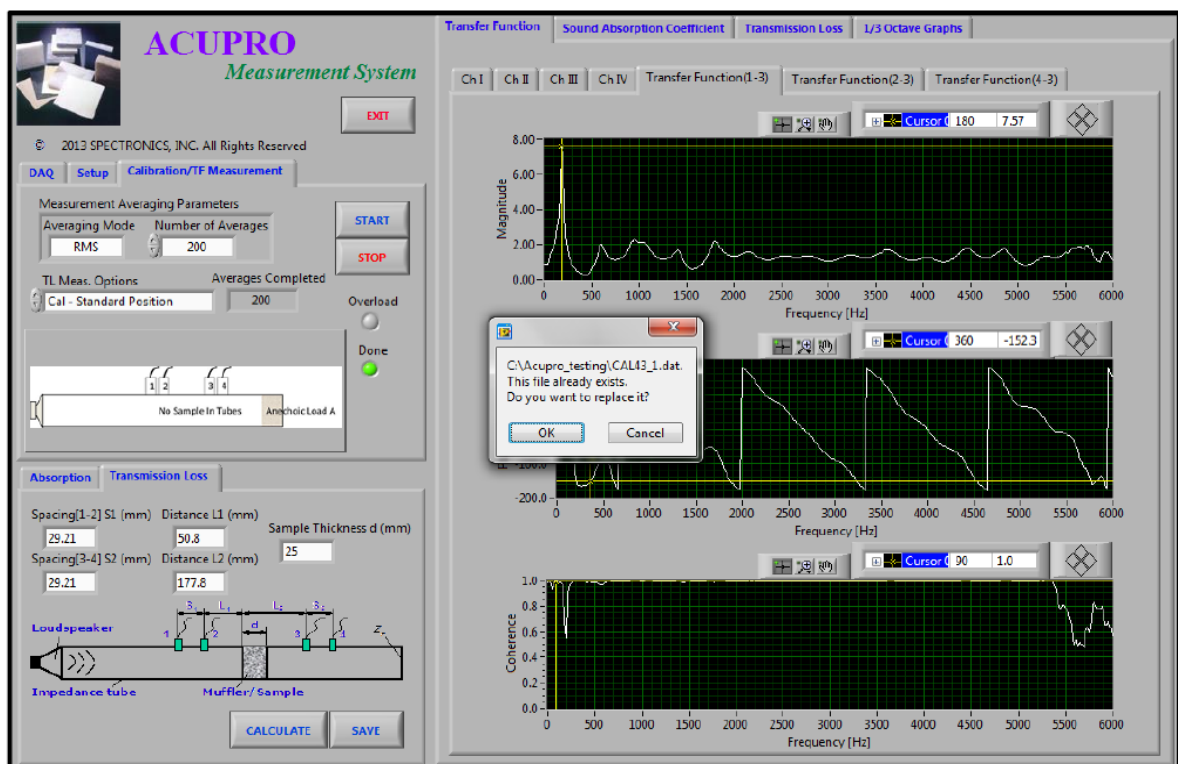 ACUPRO
Measurement System
EXIT
© 2013 SPECTRONICS, INC. All Rights Reserved
DAQ Setup Calibration/TF Measurement
Measurement Averaging Parameters
Averaging Mode Number of Averages
RMS 200
START
STOP
TL Meas. Options Averages Completed
Cal - Standard Position 200
Overload
Done
1 2 3 4
No Sample In Tubes Anechoic Load A
Absorption Transmission Loss
Spacing[1-2] S1 (mm) Distance L1 (mm)
29.21 50.8
Sample Thickness d (mm)
25
Spacing[3-4] S2 (mm) Distance L2 (mm)
29.21 177.8
S1 L1 L2 S2
Loudspeaker
d
2 3
Z
Impedance tube Muffler/Sample
CALCULATE SAVE
Transfer Function Sound Absorption Coefficient Transmission Loss 1/3 Octave Graphs
Ch I Ch II Ch III Ch IV Transfer Function(1-3) Transfer Function(2-3) Transfer Function(4-3)
Cursor 180 7.57
Magnitude
8.00
6.00
4.00
2.00
0.00
0 500 1000 1500 2000 2500 3000 3500 4000 4500 5000 5500 6000
Frequency [Hz]
Cursor 360 -152.3
C:\Acupro_testing\CAL43_1.dat.
This file already exists.
Do you want to replace it?
OK Cancel
-200.0
0 500 1000 1500 2000 2500 3000 3500 4000 4500 5000 5500 6000
Frequency [Hz]
Cursor 90 1.0
Coherence
1.0
0.8
0.6
0.4
0.2
0.0
0 500 1000 1500 2000 2500 3000 3500 4000 4500 5000 5500 6000
Frequency [Hz]